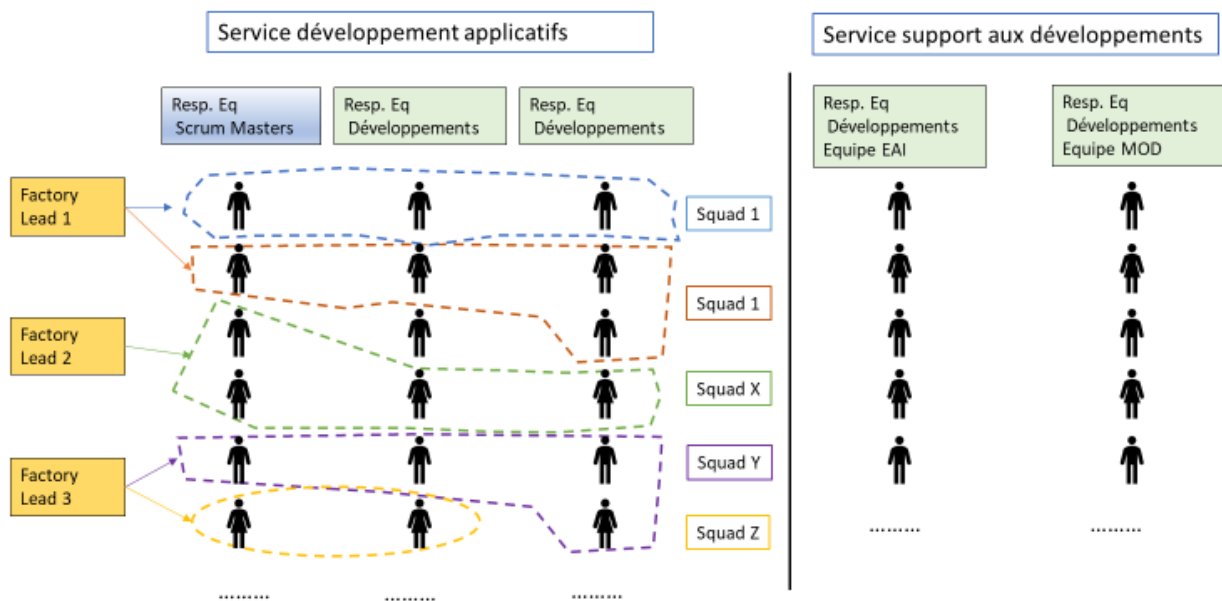 Service développement applicatifs
Service support aux développements
Resp. Eq
Scrum Masters
Resp. Eq
Développements
Resp. Eq
Développements
Resp. Eq
Développements
Equipe EAI
Resp. Eq
Développements
Equipe MOD
Factory
Lead 1
Squad 1
Squad 1
Factory
Lead 2
Squad X
Factory
Lead 3
Squad Y
Squad Z
………
………
………
………
………